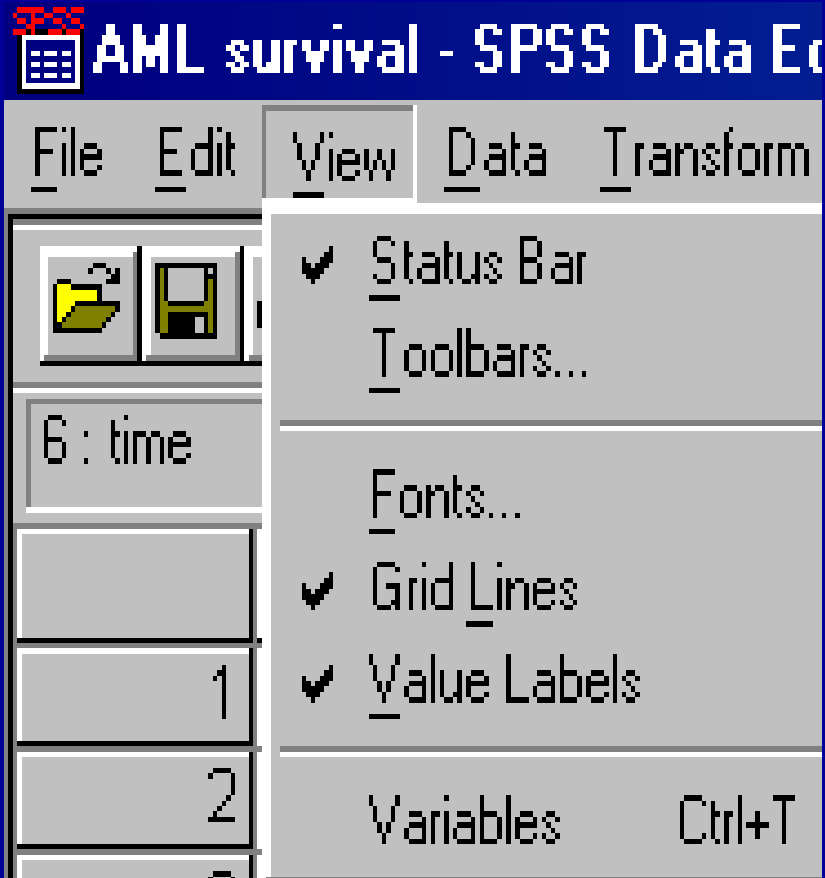 SPSS
AML survival - SPSS Data Ed
File Edit View Data Transform
Status Bar
Toolbars...
6 : time
Fonts...
Grid Lines
1
Value Labels
2
Variables Ctrl+T